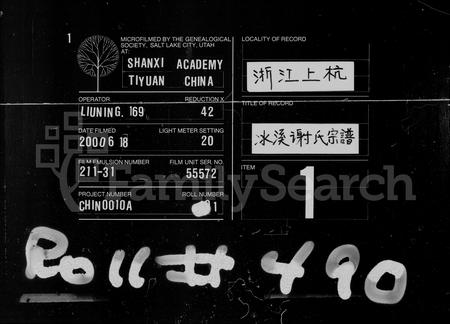 1
MICROFILMED BY THE GENEALOGICAL
SOCIETY, SALT LAKE CITY, UTAH
AT:
SHANXI ACADEMY
TIYUAN CHINA
OPERATOR
LIUNING. 169
REDUCTION X
42
DATE FILMED
2000 6 18
LIGHT METER SETTING
20
FILM EMULSION NUMBER
211-31
FILM UNIT SER. NO.
55572
PROJECT NUMBER
CHIN0010A
ROLL NUMBER
1
LOCALITY OF RECORD
浙江上杭
TITLE OF RECORD
冰溪谢氏宗譜
ITEM
1
FamilySearch
Roll # 490